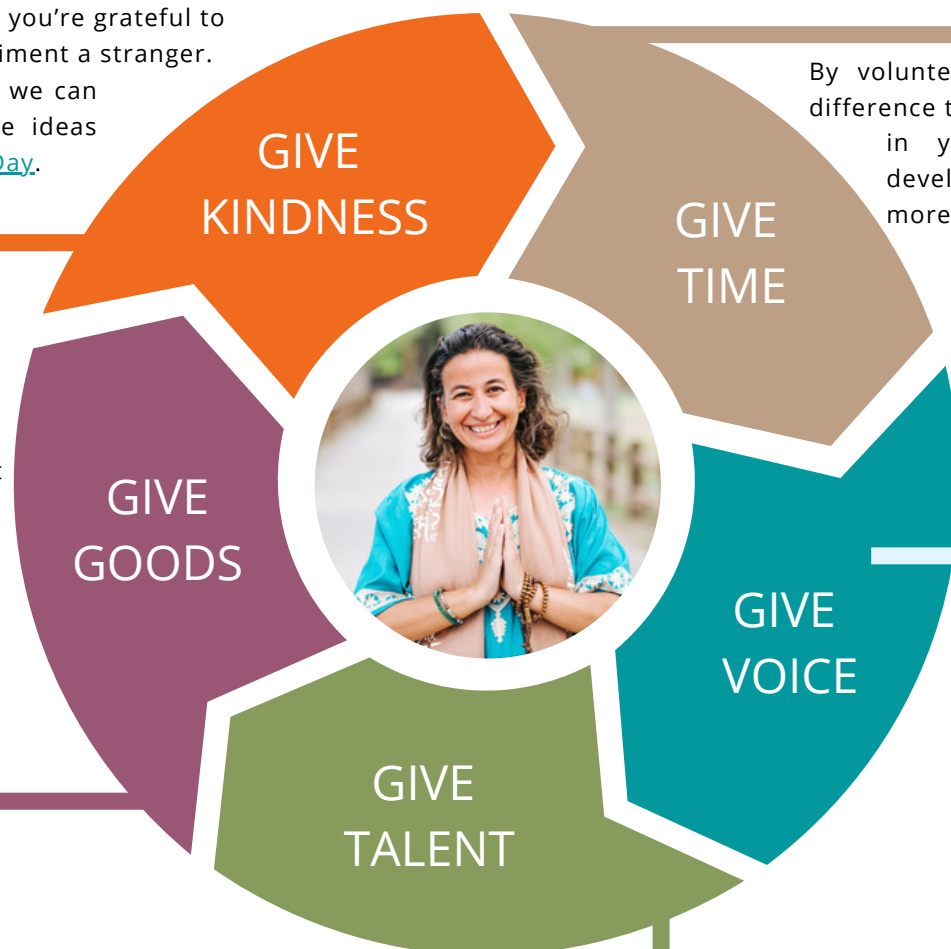 you're grateful to
iment a stranger.
we can
e ideas
Day.
By volunte
difference t
in y
devel
more
GIVE
KINDNESS
GIVE
TIME
GIVE
GOODS
GIVE
VOICE
GIVE
TALENT